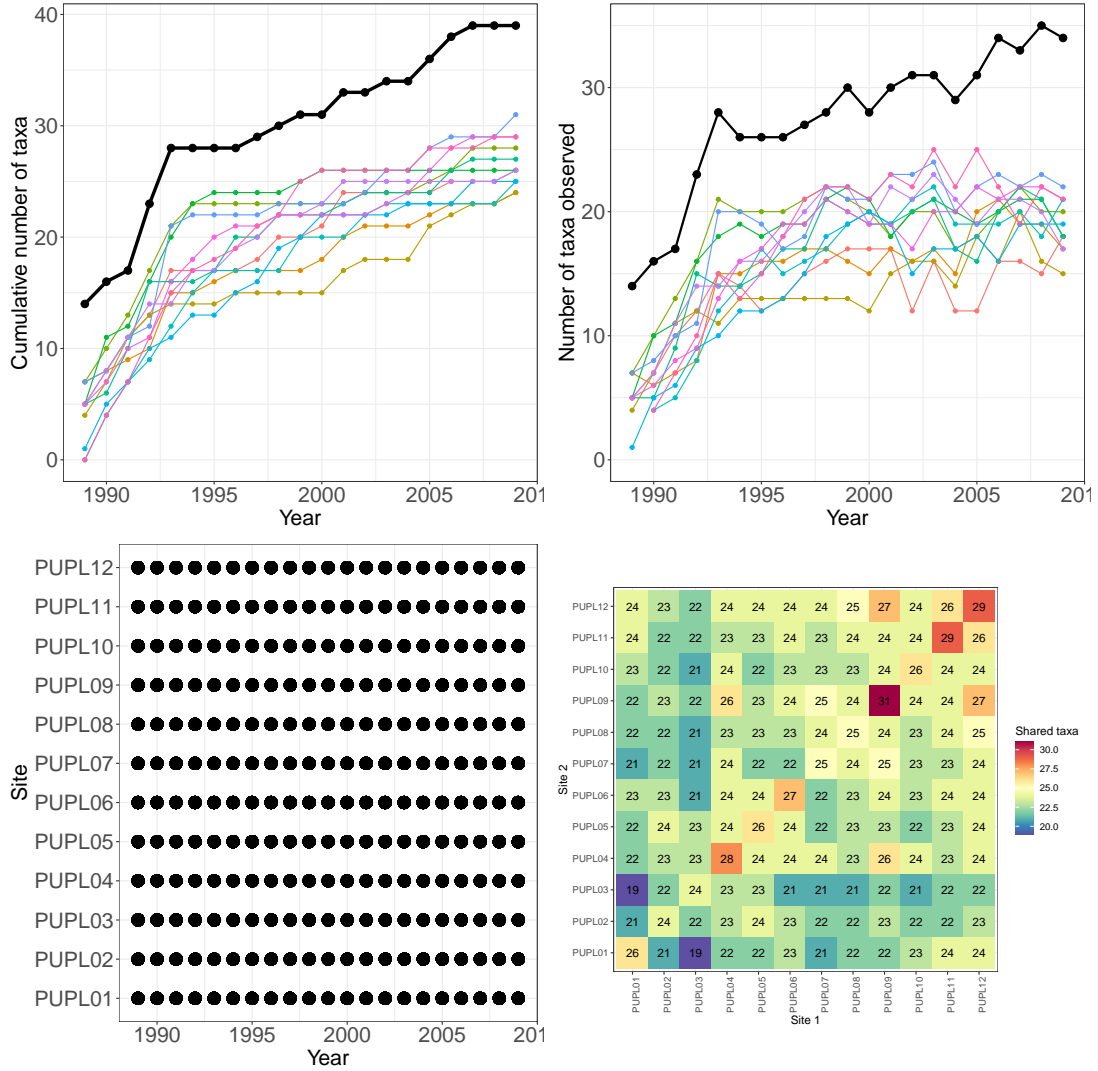 Cumulative number of taxa
40
30
20
10
0
1990 1995 2000 2005 201
Year
Number of taxa observed
30
20
10
0
1990 1995 2000 2005 201
Year
Site
PUPL12
PUPL11
PUPL10
PUPL09
PUPL08
PUPL07
PUPL06
PUPL05
PUPL04
PUPL03
PUPL02
PUPL01
1990 1995 2000 2005 201
Year
Site 2
PUPL12 24 23 22 24 24 24 24 25 27 24 26 29
PUPL11 24 22 22 23 23 24 23 24 24 24 29 26
PUPL10 23 22 21 24 22 23 23 23 24 26 24 24
PUPL09 22 23 22 26 23 24 25 24 31 24 24 27
PUPL08 22 22 21 23 23 23 24 25 24 23 24 25
PUPL07 21 22 21 24 22 22 25 24 25 23 23 24
PUPL06 23 23 21 24 24 27 22 23 24 23 24 24
PUPL05 22 24 23 24 26 24 22 23 23 22 23 24
PUPL04 22 23 23 28 24 24 24 23 26 24 23 24
PUPL03 19 22 24 23 23 21 21 21 22 21 22 22
PUPL02 21 24 22 23 24 23 22 22 23 22 22 23
PUPL01 26 21 19 22 22 23 21 22 22 23 24 24
PUPL01 PUPL02 PUPL03 PUPL04 PUPL05 PUPL06 PUPL07 PUPL08 PUPL09 PUPL10 PUPL11 PUPL12
Site 1
Shared taxa
30.0
27.5
25.0
22.5
20.0